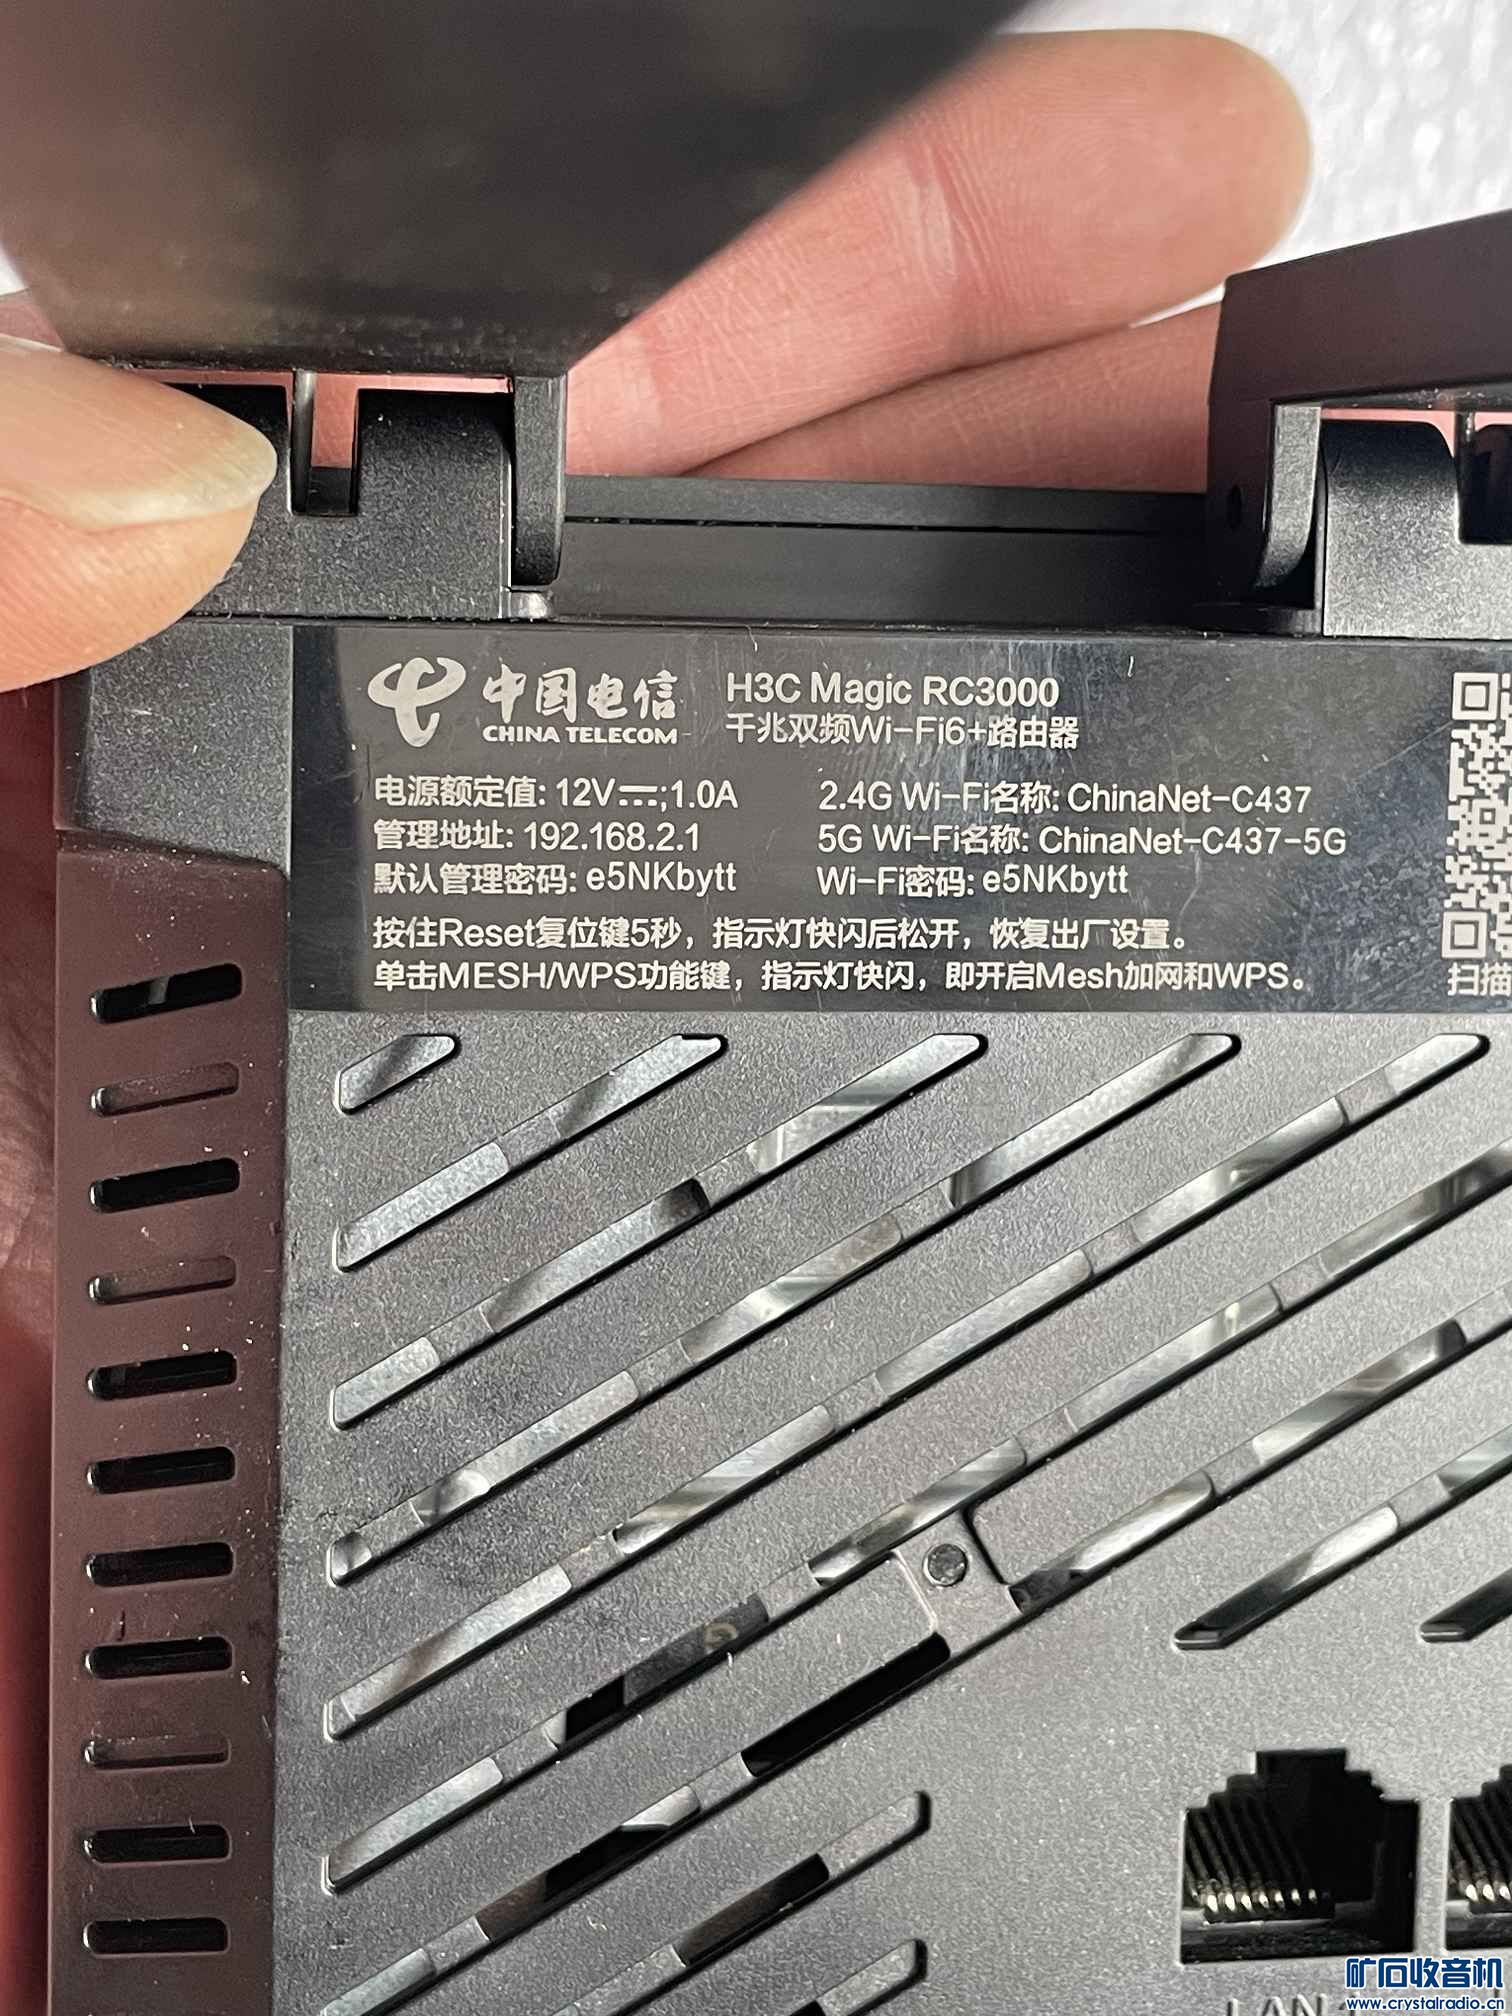 中国电信
CHINA TELECOM
H3C Magic RC3000
千兆双频Wi-Fi6+路由器
电源额定值: 12V⎓;1.0A
管理地址: 192.168.2.1
默认管理密码: e5NKbytt
2.4G Wi-Fi名称: ChinaNet-C437
5G Wi-Fi名称: ChinaNet-C437-5G
Wi-Fi密码: e5NKbytt
按住Reset复位键5秒，指示灯快闪后松开，恢复出厂设置。
单击MESH/WPS功能键，指示灯快闪，即开启Mesh加网和WPS。
扫描
矿石收音机
www.crystalradio.cn